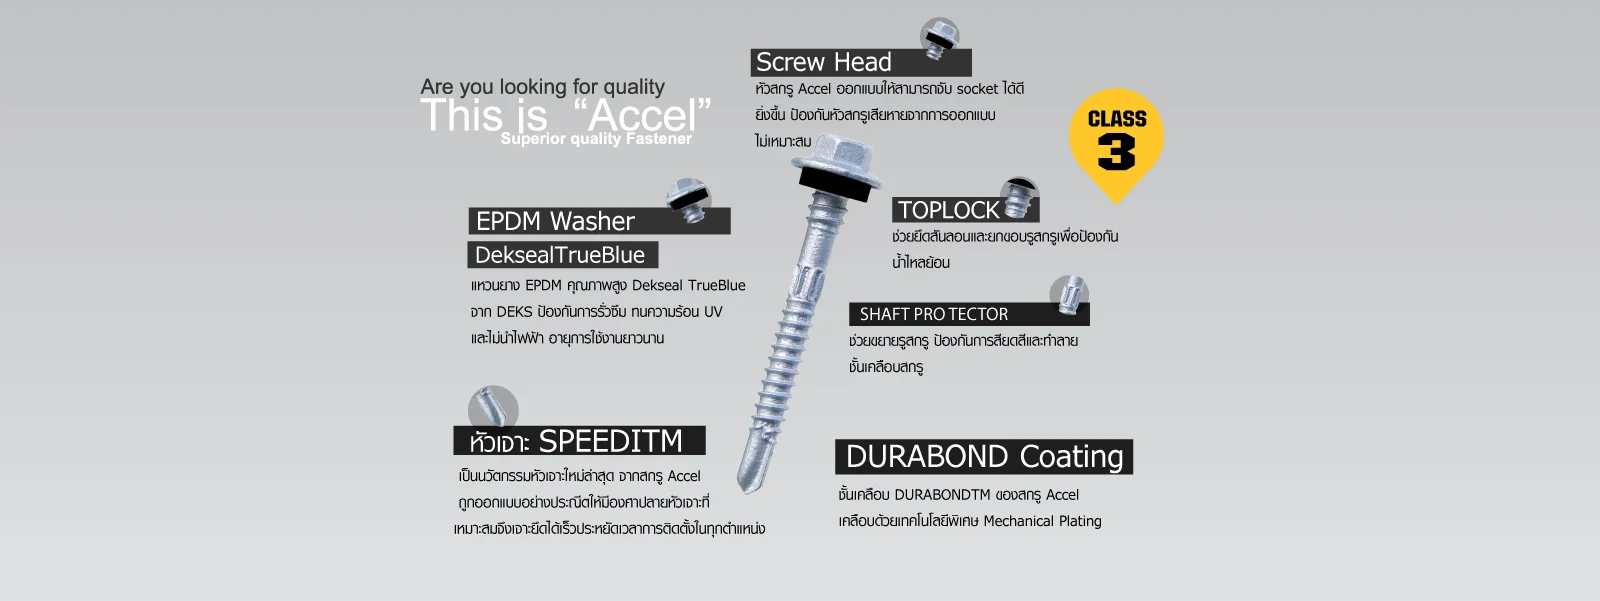 Are you looking for quality
This is “Accel”
Superior quality Fastener
Screw Head
หัวสกรู Accel ออกแบบให้สามารถจับ socket ได้ดี
ยิ่งขึ้น ป้องกันหัวสกรูเสียหายจากการออกแบบ
ไม่เหมาะสม
CLASS
3
EPDM Washer
DeksealTrueBlue
แหวนยาง EPDM คุณภาพสูง Dekseal TrueBlue
จาก DEKS ป้องกันการรั่วซึม ทนความร้อน UV
และไม่นำไฟฟ้า อายุการใช้งานยาวนาน
TOPLOCK
ช่วยยึดสันลอนและยกขอบรูสกรูเพื่อป้องกัน
น้ำไหลย้อน
SHAFT PRO TECTOR
ช่วยขยายรูสกรู ป้องกันการสียดสีและทำลาย
ชั้นเคลือบสกรู
หัวเจาะ SPEEDITM
เป็นนวัตกรรมหัวเจาะใหม่ล่าสุด จากสกรู Accel
ถูกออกแบบอย่างประณีตให้มีองศาปลายหัวเจาะที่
เหมาะสมจึงเจาะยึดได้เร็วประหยัดเวลาการติดตั้งในทุกตำแหน่ง
DURABOND Coating
ชั้นเคลือบ DURABONDTM ของสกรู Accel
เคลือบด้วยเทคโนโลยีพิเศษ Mechanical Plating